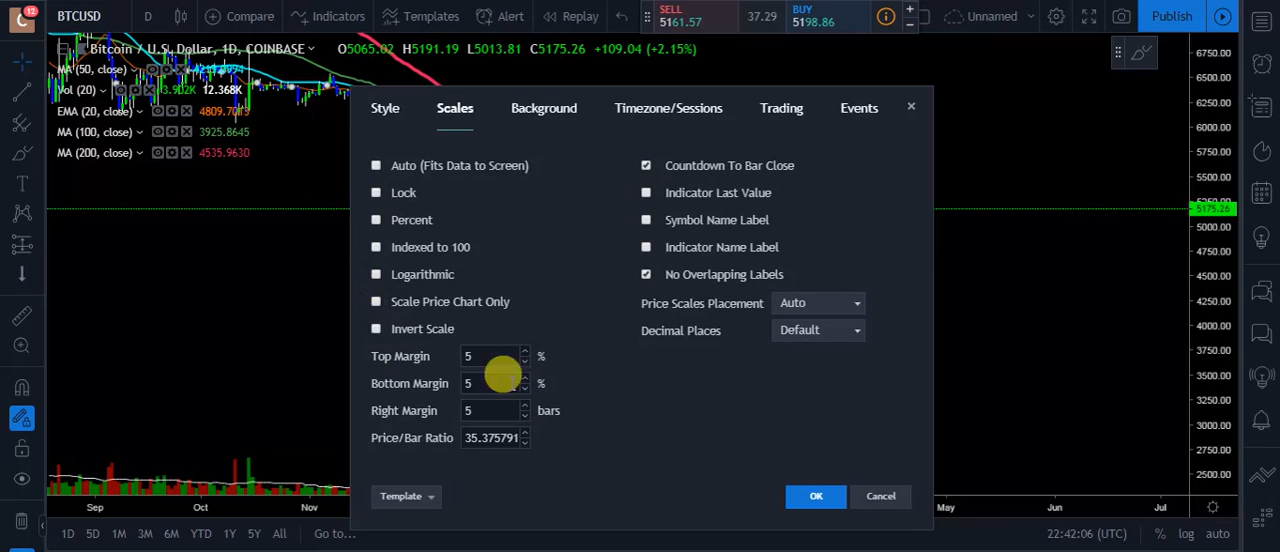 C 12
BTCUSD D Compare Indicators Templates Alert Replay SELL 5161.57 37.29 BUY 5198.86 Unnamed Publish
Bitcoin / U.S. Dollar, 1D, COINBASE O5065.02 H5191.19 L5013.81 C5175.26 +109.04 (+2.15%)
MA (50, close)
Vol (20) 12.368K
EMA (20, close)
MA (100, close) 3925.8645
MA (200, close) 4535.9630
Style Scales Background Timezone/Sessions Trading Events
Auto (Fits Data to Screen) Countdown To Bar Close
Lock Indicator Last Value
Percent Symbol Name Label
Indexed to 100 Indicator Name Label
Logarithmic No Overlapping Labels
Scale Price Chart Only Price Scales Placement Auto
Invert Scale Decimal Places Default
Top Margin 5 %
Bottom Margin 5 %
Right Margin 5 bars
Price/Bar Ratio 35.375791
Template OK Cancel
6750.00
6500.00
6250.00
6000.00
5750.00
5500.00
5175.26
5000.00
4750.00
4500.00
4250.00
4000.00
3750.00
3500.00
3250.00
3000.00
2750.00
2500.00
Sep Oct Nov May Jun Jul
1D 5D 1M 3M 6M YTD 1Y 5Y All Go to... 22:42:06 (UTC) % log auto